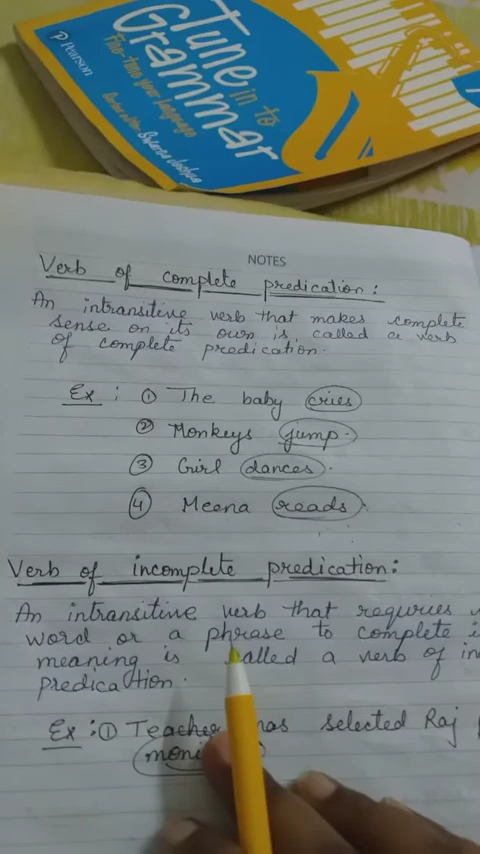 Pearson
Tune in to
Grammar
Fine-tune your language
NOTES
Verb of complete predication:
An intransitive verb that makes complete
sense on its own is called a verb
of complete predication.
Ex: ① The baby cries
② Monkeys jump.
③ Girl dances.
④ Meena reads.
Verb of incomplete predication:
An intransitive verb that requries
word or a phrase to complete
meaning is called a verb of
predication.
Ex: ① Teacher has selected Raj